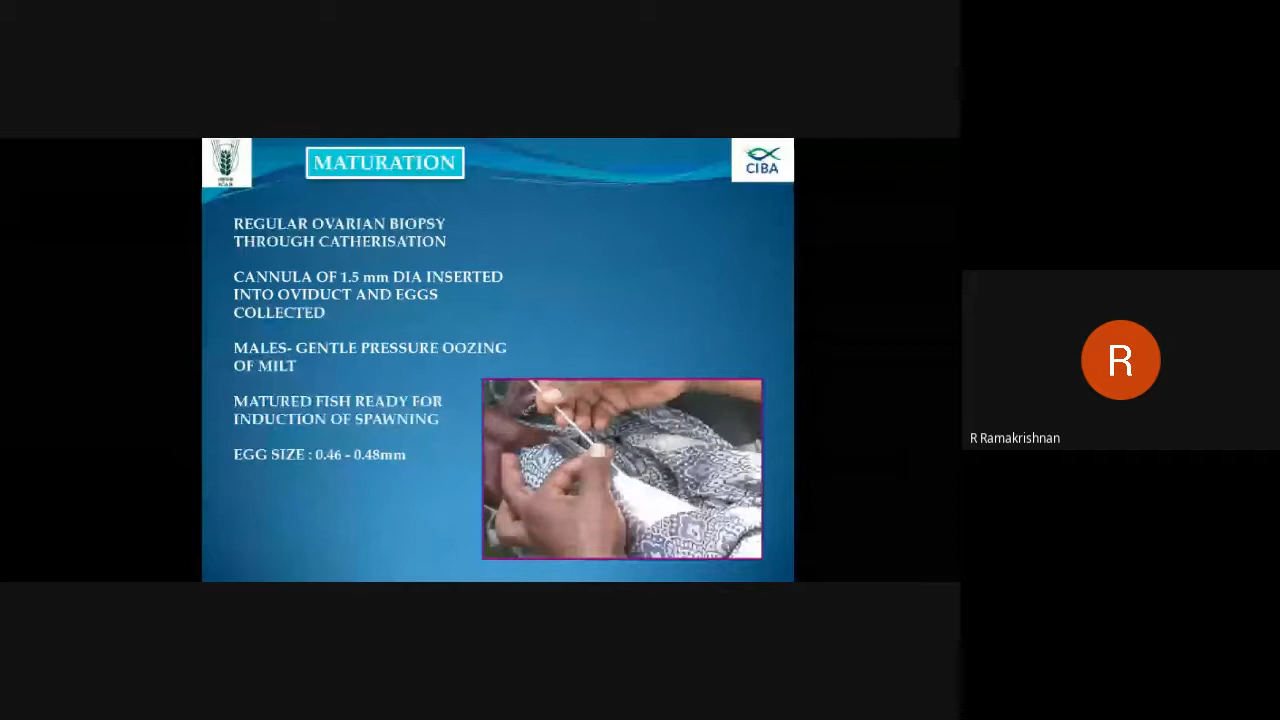 MATURATION
CIBA
REGULAR OVARIAN BIOPSY
THROUGH CATHERISATION
CANNULA OF 1.5 mm DIA INSERTED
INTO OVIDUCT AND EGGS
COLLECTED
MALES- GENTLE PRESSURE OOZING
OF MILT
MATURED FISH READY FOR
INDUCTION OF SPAWNING
EGG SIZE : 0.46 - 0.48mm
R
R Ramakrishnan